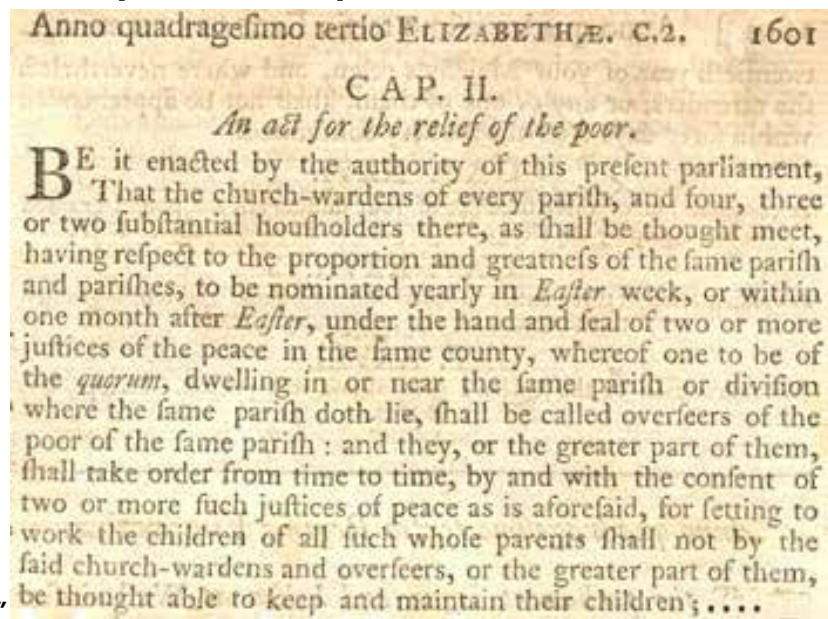 Anno quadrageſimo tertio ELIZABETHÆ. C.2. 1601
CAP. II.
An act for the relief of the poor.
BE it enacted by the authority of this preſent parliament,
That the church-wardens of every pariſh, and four, three
or two ſubſtantial houſholders there, as ſhall be thought meet,
having reſpect to the proportion and greatneſs of the ſame pariſh
and pariſhes, to be nominated yearly in Eaſter week, or within
one month after Eaſter, under the hand and ſeal of two or more
juſtices of the peace in the ſame county, whereof one to be of
the quorum, dwelling in or near the ſame pariſh or diviſion
where the ſame pariſh doth lie, ſhall be called overſeers of the
poor of the ſame pariſh : and they, or the greater part of them,
ſhall take order from time to time, by and with the conſent of
two or more ſuch juſtices of peace as is aforeſaid, for ſetting to
work the children of all ſuch whoſe parents ſhall not by the
ſaid church-wardens and overſeers, or the greater part of them,
be thought able to keep and maintain their children ; ....